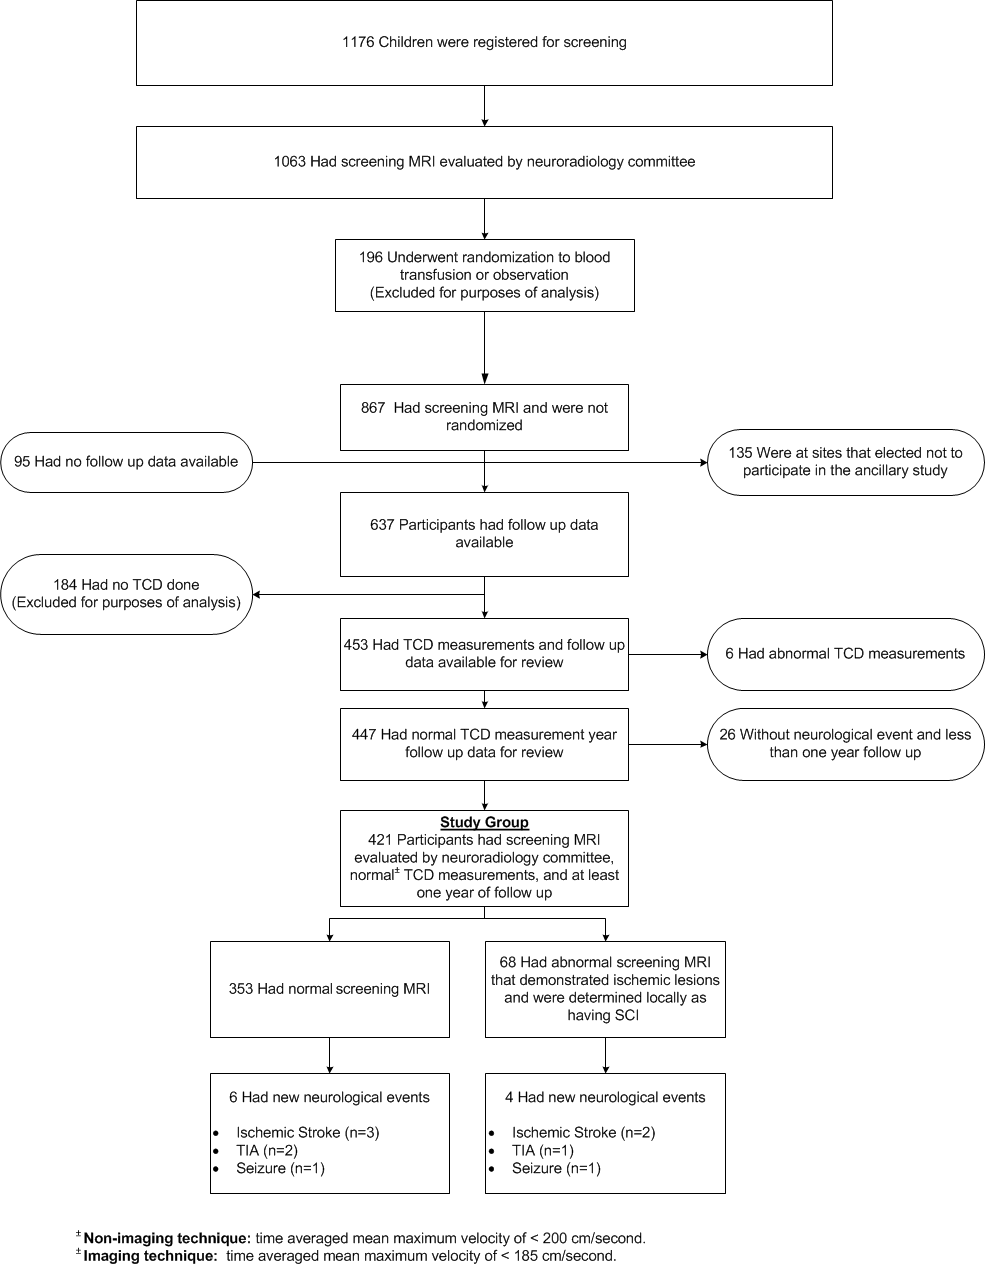 1176 Children were registered for screening
1063 Had screening MRI evaluated by neuroradiology committee
196 Underwent randomization to blood
transfusion or observation
(Excluded for purposes of analysis)
867 Had screening MRI and were not
randomized
95 Had no follow up data available
135 Were at sites that elected not to
participate in the ancillary study
637 Participants had follow up data
available
184 Had no TCD done
(Excluded for purposes of analysis)
453 Had TCD measurements and follow up
data available for review
6 Had abnormal TCD measurements
447 Had normal TCD measurement year
follow up data for review
26 Without neurological event and less
than one year follow up
Study Group
421 Participants had screening MRI
evaluated by neuroradiology committee,
normal± TCD measurements, and at least
one year of follow up
353 Had normal screening MRI
68 Had abnormal screening MRI
that demonstrated ischemic lesions
and were determined locally as
having SCI
6 Had new neurological events
• Ischemic Stroke (n=3)
• TIA (n=2)
• Seizure (n=1)
4 Had new neurological events
• Ischemic Stroke (n=2)
• TIA (n=1)
• Seizure (n=1)
± Non-imaging technique: time averaged mean maximum velocity of < 200 cm/second.
± Imaging technique: time averaged mean maximum velocity of < 185 cm/second.